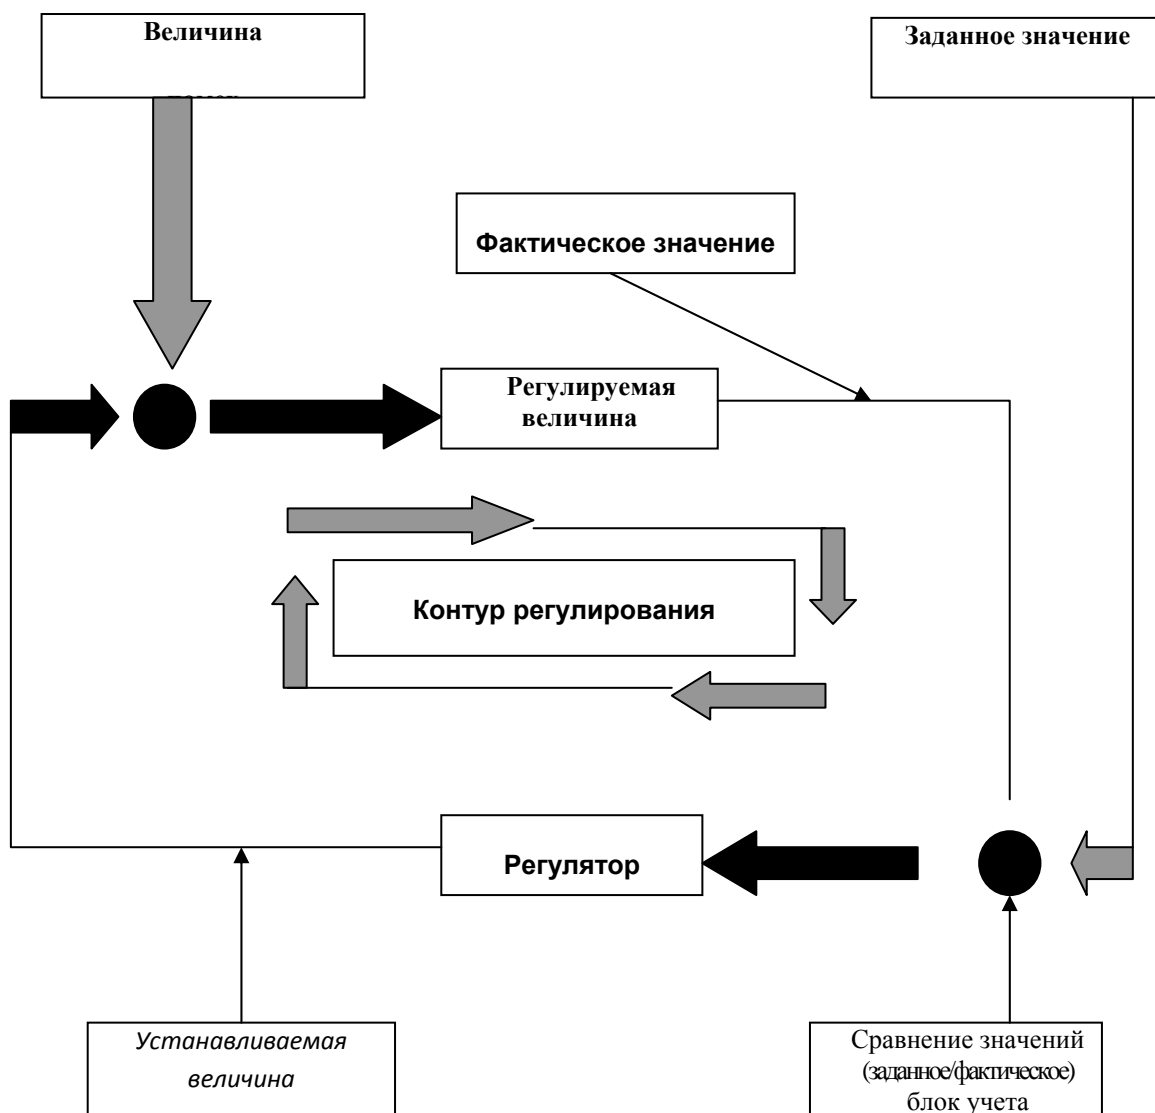 Величина
Заданное значение
Фактическое значение
Регулируемая
величина
Контур регулирования
Регулятор
Устанавливаемая
величина
Сравнение значений
(заданное/фактическое)
блок учета